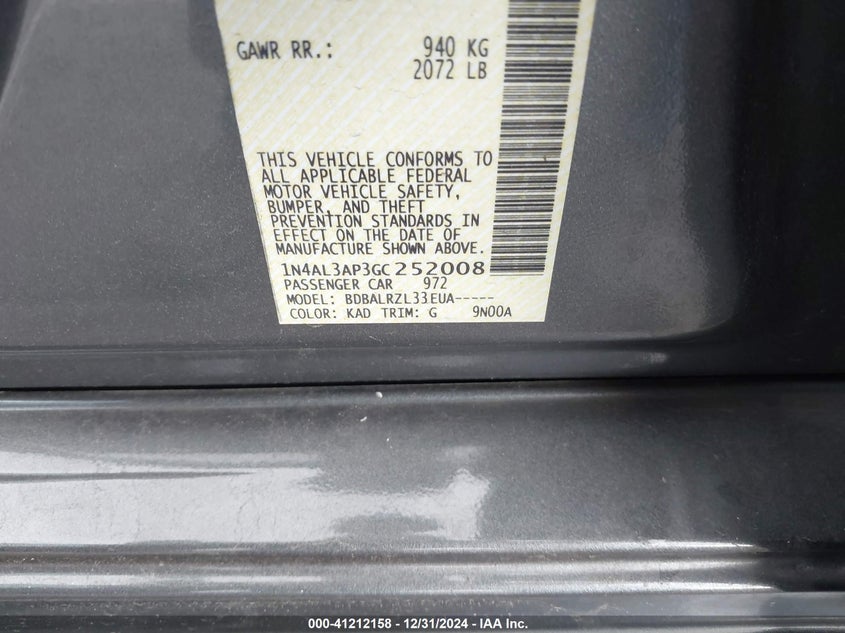 GAWR RR.: 940 KG
2072 LB
THIS VEHICLE CONFORMS TO
ALL APPLICABLE FEDERAL
MOTOR VEHICLE SAFETY,
BUMPER, AND THEFT
PREVENTION STANDARDS IN
EFFECT ON THE DATE OF
MANUFACTURE SHOWN ABOVE.
1N4AL3AP3GC252008
PASSENGER CAR 972
MODEL: BDBALRZL33EUA-----
COLOR: KAD TRIM: G 9N00A
000-41212158 - 12/31/2024 - IAA Inc.